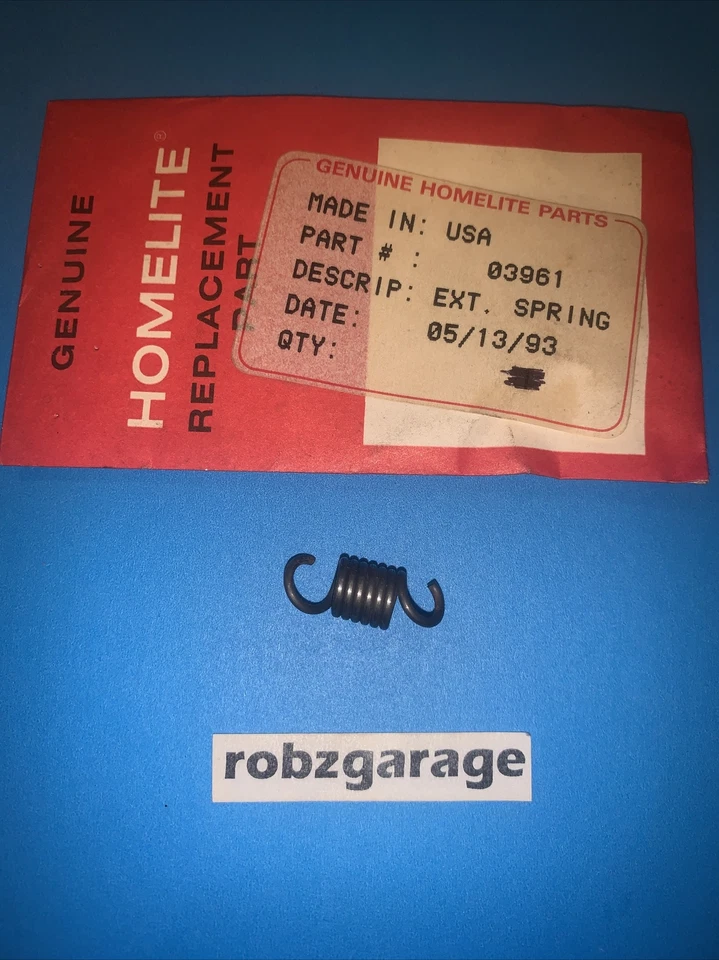 GENUINE
HOMELITE®
REPLACEMENT
PART
GENUINE HOMELITE PARTS
MADE IN: USA
PART # : 03961
DESCRIP: EXT. SPRING
DATE: 05/13/93
QTY:
robzgarage